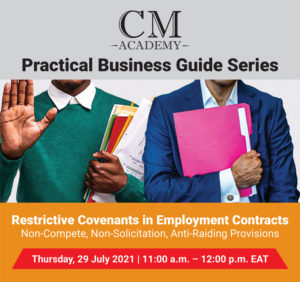 CM
ACADEMY
Practical Business Guide Series
Restrictive Covenants in Employment Contracts
Non-Compete, Non-Solicitation, Anti-Raiding Provisions
Thursday, 29 July 2021 | 11:00 a.m. – 12:00 p.m. EAT